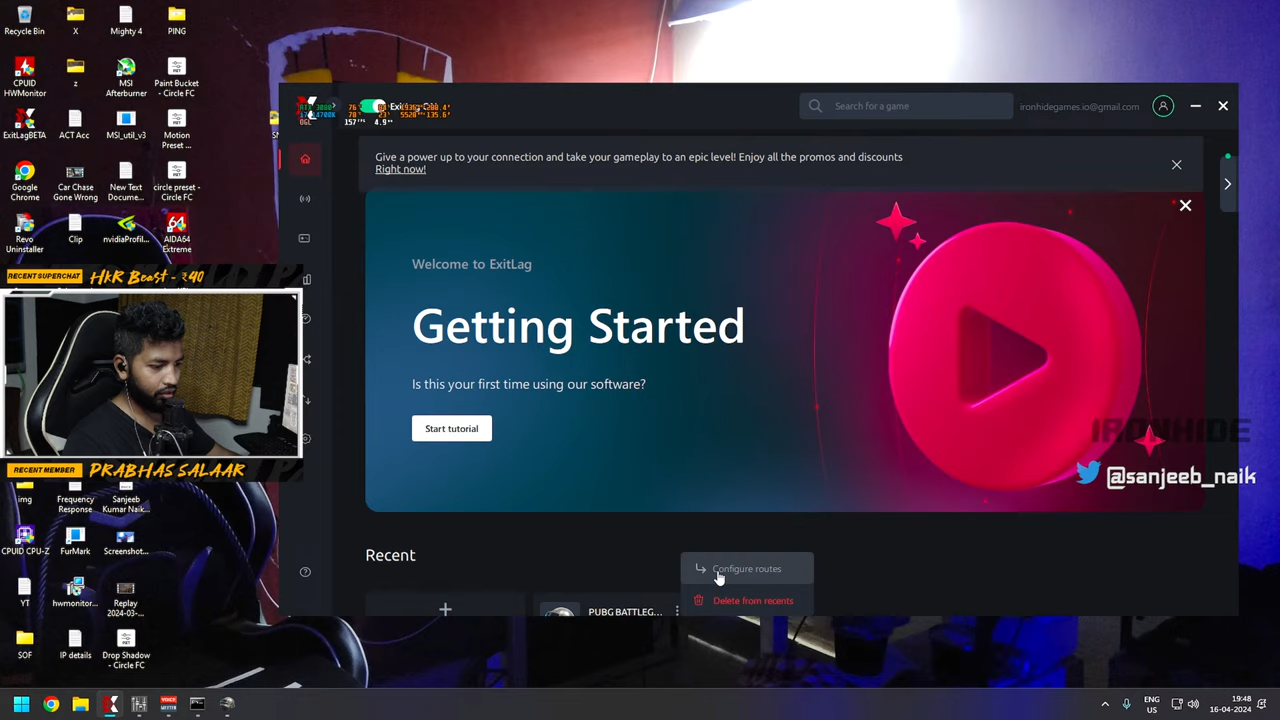 Recycle Bin
X
Mighty 4
PING
CPUID
HWMonitor
z
MSI
Afterburner
Paint Bucket
- Circle FC
ExitLagBETA
ACT Acc
MSI_util_v3
Motion
Preset ...
Google
Chrome
Car Chase
Gone Wrong
New Text
Docume...
circle preset -
Circle FC
Revo
Uninstaller
Clip
nvidiaProfil...
AIDA64
Extreme
RECENT SUPERCHAT
HKR Beast - ₹40
RECENT MEMBER
PRABHAS SALAAR
img
Frequency
Response
Sanjeeb
Kumar Naik...
CPUID CPU-Z
FurMark
Screenshot...
YT
hwmonitor...
Replay
2024-03-...
SOF
IP details
Drop Shadow
- Circle FC
Search for a game
ironhidegames.io@gmail.com
Give a power up to your connection and take your gameplay to an epic level! Enjoy all the promos and discounts
Right now!
Welcome to ExitLag
Getting Started
Is this your first time using our software?
Start tutorial
IRONHIDE
@sanjeeb_naik
Recent
Configure routes
Delete from recents
PUBG BATTLEG...
ENG
US
19:48
16-04-2024